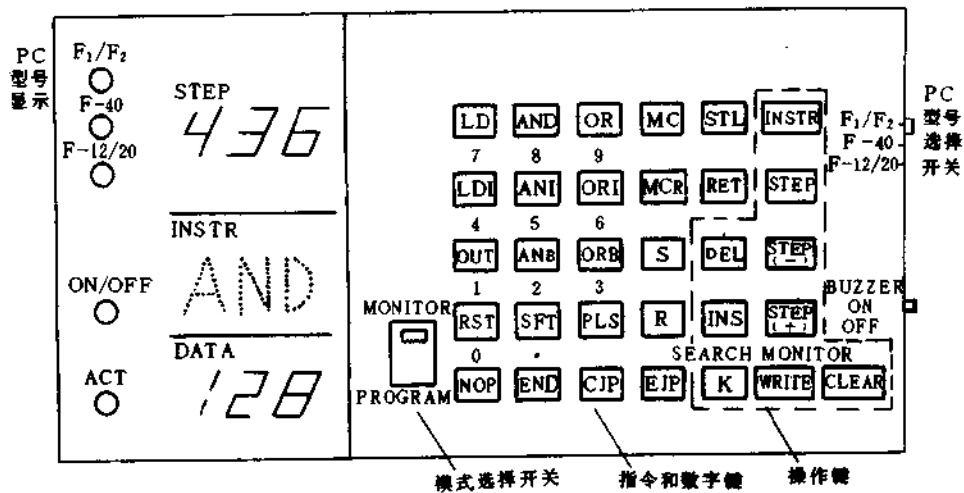 PC
型号
显示
F₁/F₂
F-40
F-12/20
STEP
436
INSTR
AND
DATA
128
ON/OFF
ACT
MONITOR
PROGRAM
LD AND OR MC STL INSTR
7 8 9
LDI ANI ORI MCR RET STEP
4 5 6
OUT ANB ORB S DEL STEP (-)
1 2 3
RST SFT PLS R INS STEP (+)
0 .
SEARCH MONITOR
NOP END CJP EJP K WRITE CLEAR
BUZZER
ON
OFF
F₁/F₂
F-40
F-12/20
PC
型号
选择
开关
模式选择开关
指令和数字键
操作键